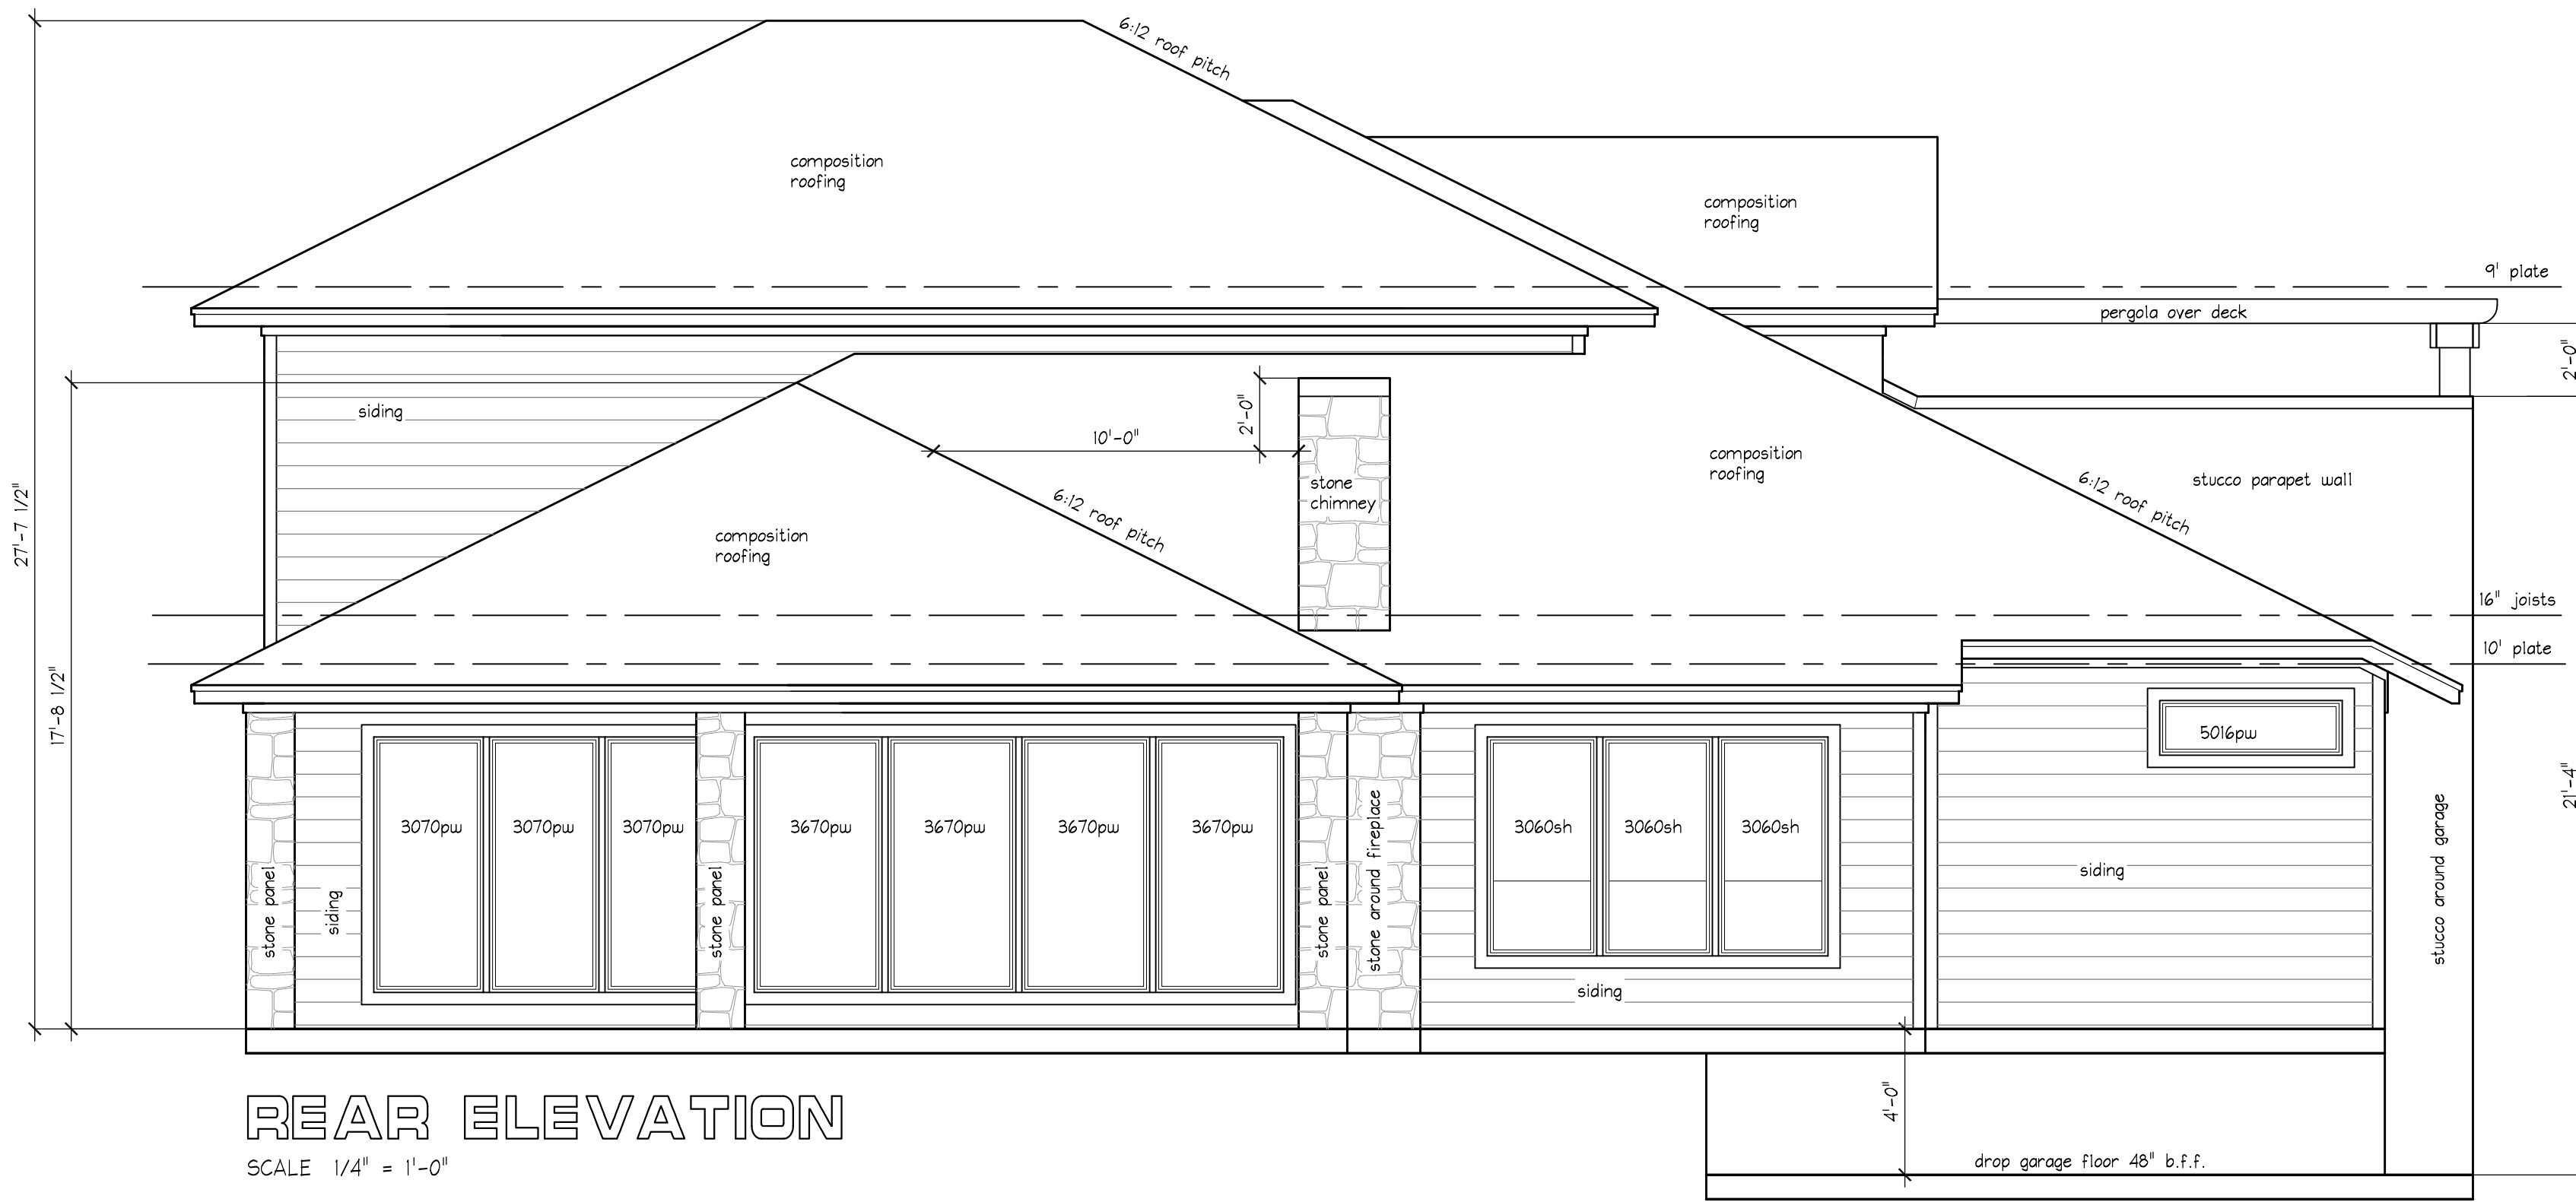 6:12 roof pitch
composition
roofing
composition
roofing
9' plate
pergola over deck
2'-0"
siding
2'-0"
10'-0"
composition
roofing
stone
chimney
6:12 roof pitch
stucco parapet wall
6:12 roof pitch
27'-7 1/2"
composition
roofing
16" joists
10' plate
17'-8 1/2"
5016pw
21'-4"
3070pw
3070pw
3070pw
3670pw
3670pw
3670pw
3670pw
3060sh
3060sh
3060sh
stone panel
siding
stone panel
stone panel
stone around fireplace
siding
siding
stucco around garage
4'-0"
REAR ELEVATION
SCALE 1/4" = 1'-0"
drop garage floor 48" b.f.f.